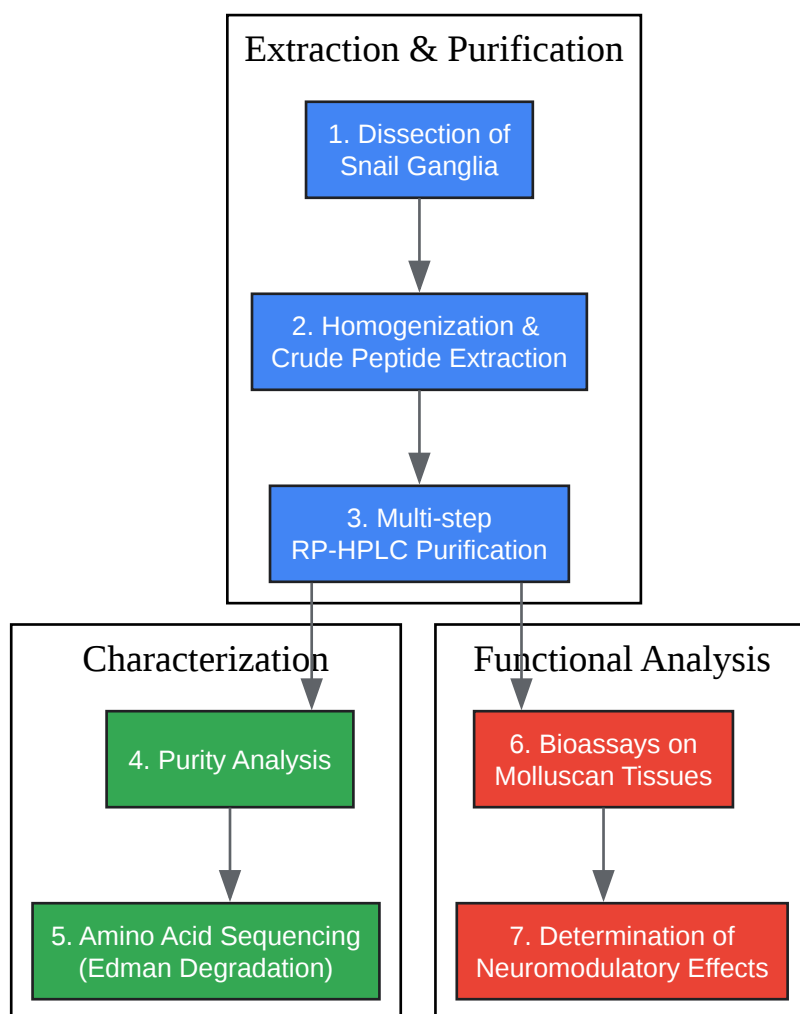 Extraction & Purification
1. Dissection of
Snail Ganglia
2. Homogenization &
Crude Peptide Extraction
3. Multi-step
RP-HPLC Purification
Characterization
4. Purity Analysis
5. Amino Acid Sequencing
(Edman Degradation)
Functional Analysis
6. Bioassays on
Molluscan Tissues
7. Determination of
Neuromodulatory Effects